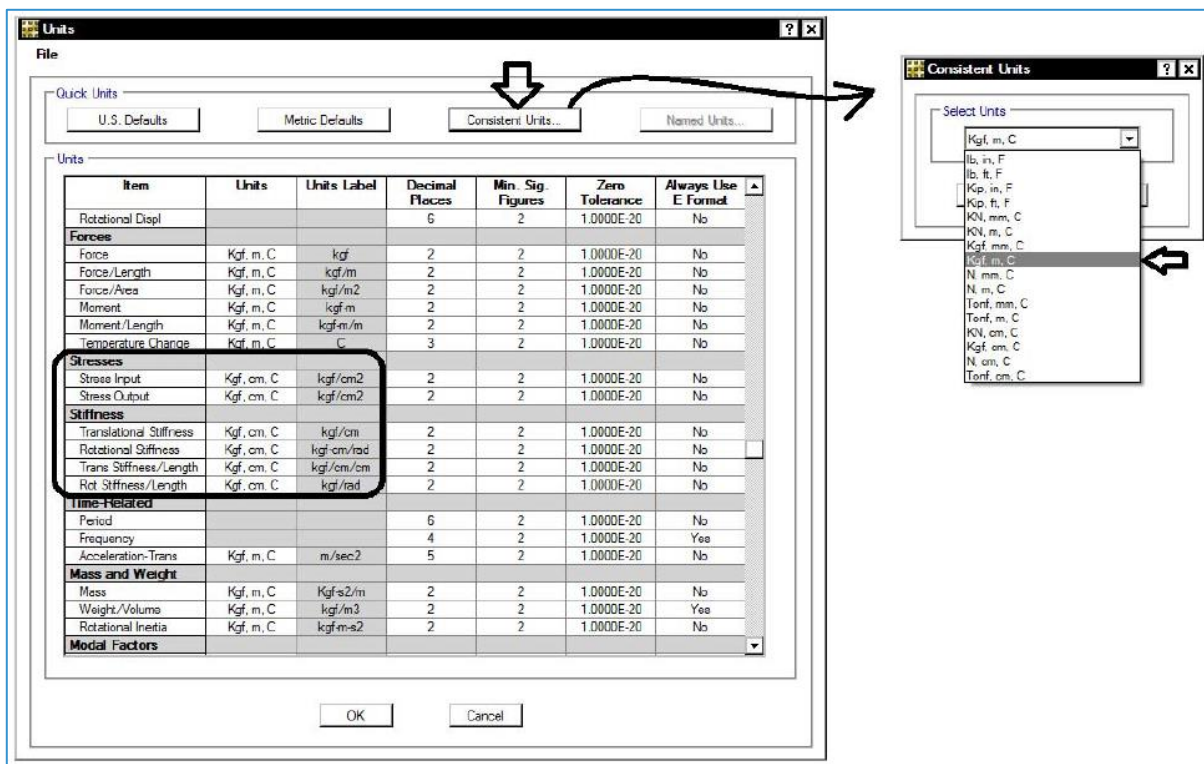 Units
File
Quick Units
U.S. Defaults
Metric Defaults
Consistent Units...
Named Units...
Units
Item Units Units Label Decimal Places Min. Sig. Figures Zero Tolerance Always Use E Format
Rotational Displ 6 2 1.0000E-20 No
Forces
Force Kgf, m, C kgf 2 2 1.0000E-20 No
Force/Length Kgf, m, C kgf/m 2 2 1.0000E-20 No
Force/Area Kgf, m, C kgf/m2 2 2 1.0000E-20 No
Moment Kgf, m, C kgf-m 2 2 1.0000E-20 No
Moment/Length Kgf, m, C kgf-m/m 2 2 1.0000E-20 No
Temperature Change Kgf, m, C C 3 2 1.0000E-20 No
Stresses
Stress Input Kgf, cm, C kgf/cm2 2 2 1.0000E-20 No
Stress Output Kgf, cm, C kgf/cm2 2 2 1.0000E-20 No
Stiffness
Translational Stiffness Kgf, cm, C kgf/cm 2 2 1.0000E-20 No
Rotational Stiffness Kgf, cm, C kgf-cm/rad 2 2 1.0000E-20 No
Trans Stiffness/Length Kgf, cm, C kgf/cm/cm 2 2 1.0000E-20 No
Rot Stiffness/Length Kgf, cm, C kgf/rad 2 2 1.0000E-20 No
Time-Related
Period 6 2 1.0000E-20 No
Frequency 4 2 1.0000E-20 Yes
Acceleration-Trans Kgf, m, C m/sec2 5 2 1.0000E-20 No
Mass and Weight
Mass Kgf, m, C Kgf-s2/m 2 2 1.0000E-20 No
Weight/Volume Kgf, m, C kgf/m3 2 2 1.0000E-20 Yes
Rotational Inertia Kgf, m, C kgf-m-s2 2 2 1.0000E-20 No
Modal Factors
OK
Cancel
Consistent Units
Select Units
Kgf, m, C
lb, in, F
lb, ft, F
Kip, in, F
Kip, ft, F
KN, mm, C
KN, m, C
Kgf, mm, C
Kgf, m, C
N, mm, C
N, m, C
Tonf, mm, C
Tonf, m, C
KN, cm, C
Kgf, cm, C
N, cm, C
Tonf, cm, C